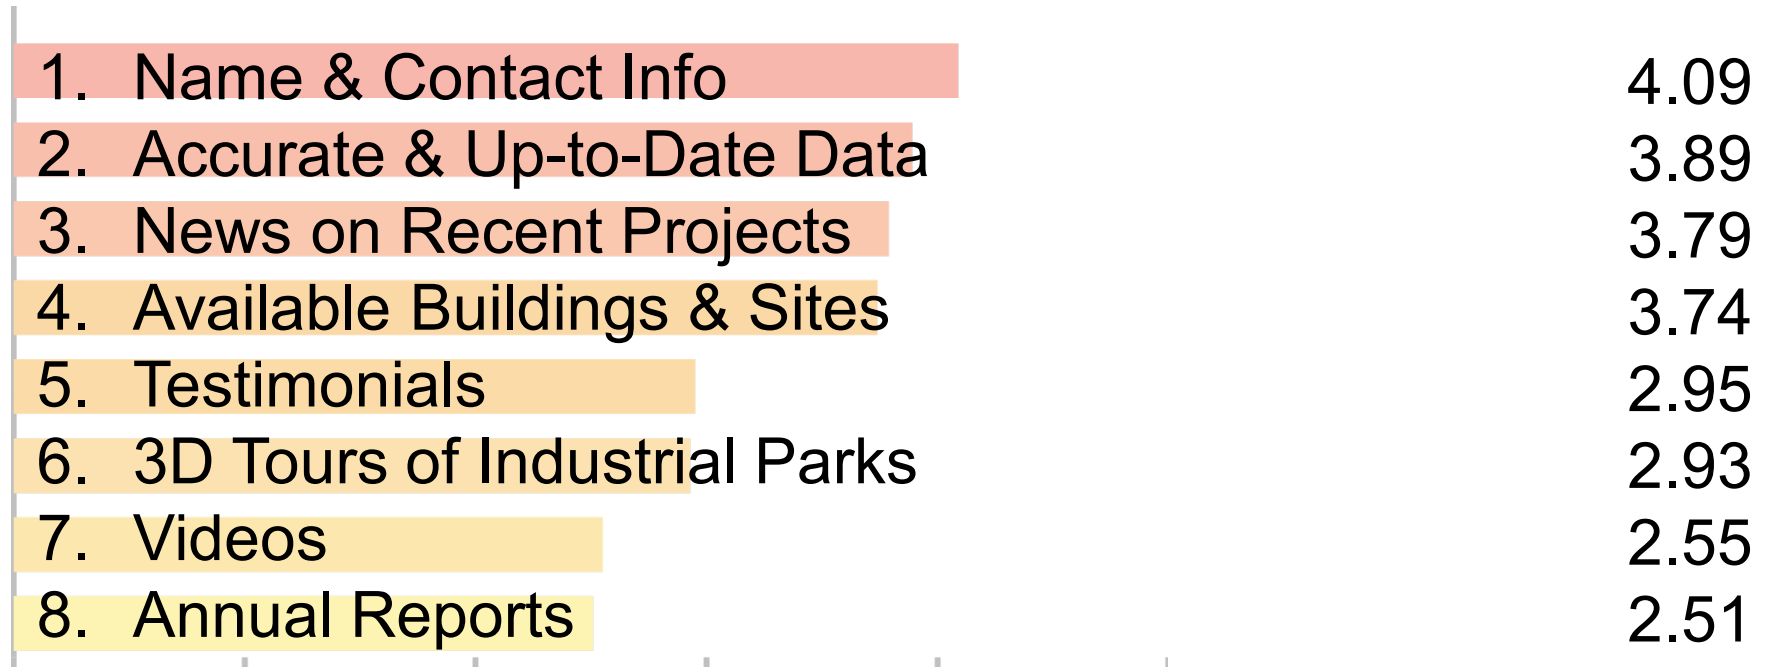 1. Name & Contact Info 4.09
2. Accurate & Up-to-Date Data 3.89
3. News on Recent Projects 3.79
4. Available Buildings & Sites 3.74
5. Testimonials 2.95
6. 3D Tours of Industrial Parks 2.93
7. Videos 2.55
8. Annual Reports 2.51